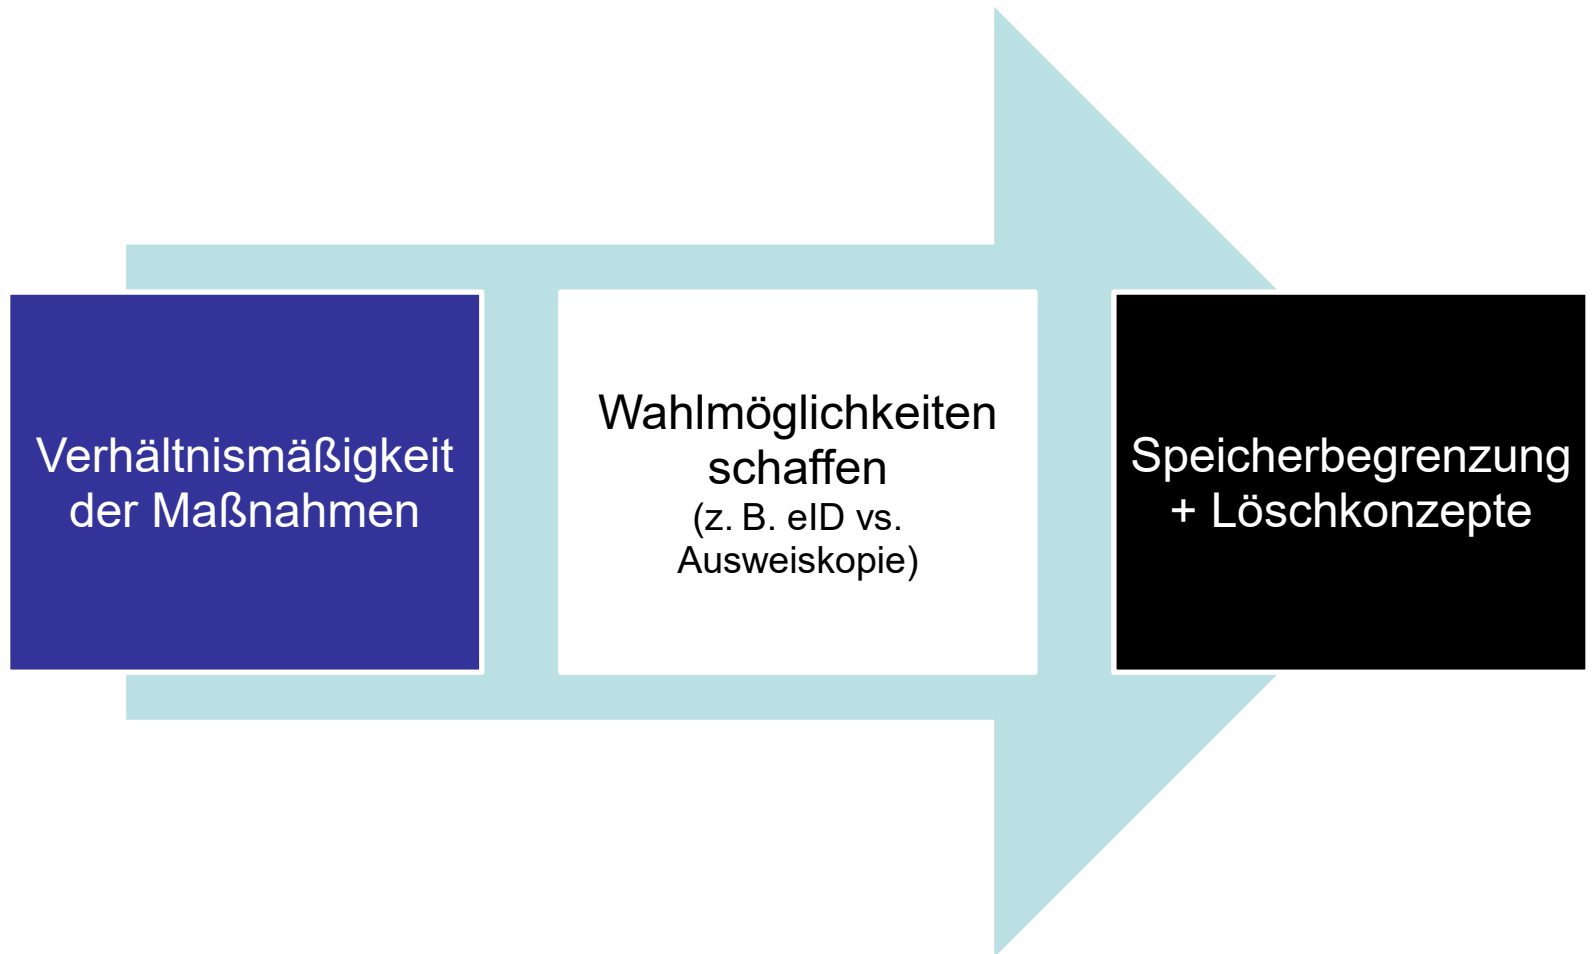 Verhältnismäßigkeit
der Maßnahmen
Wahlmöglichkeiten
schaffen
(z. B. eID vs.
Ausweiskopie)
Speicherbegrenzung
+ Löschkonzepte